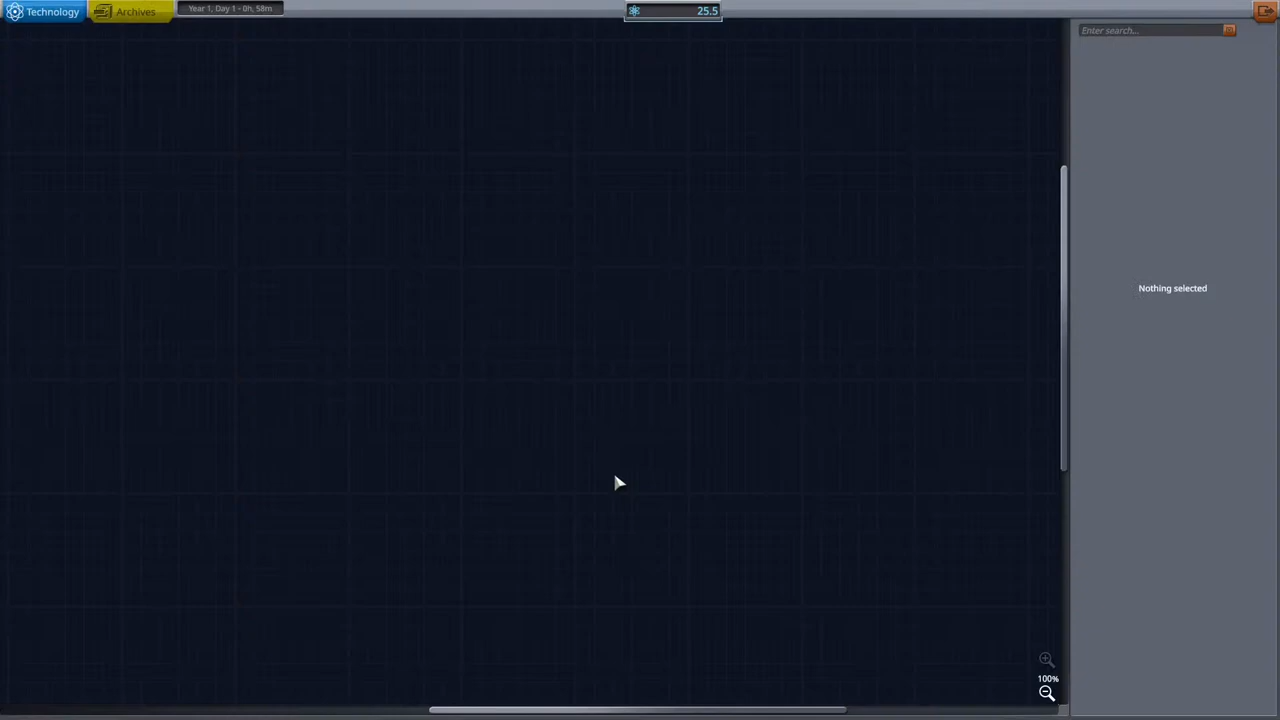 Technology
Archives
Year 1, Day 1 - 0h, 58m
25.5
Enter search...
Nothing selected
100%